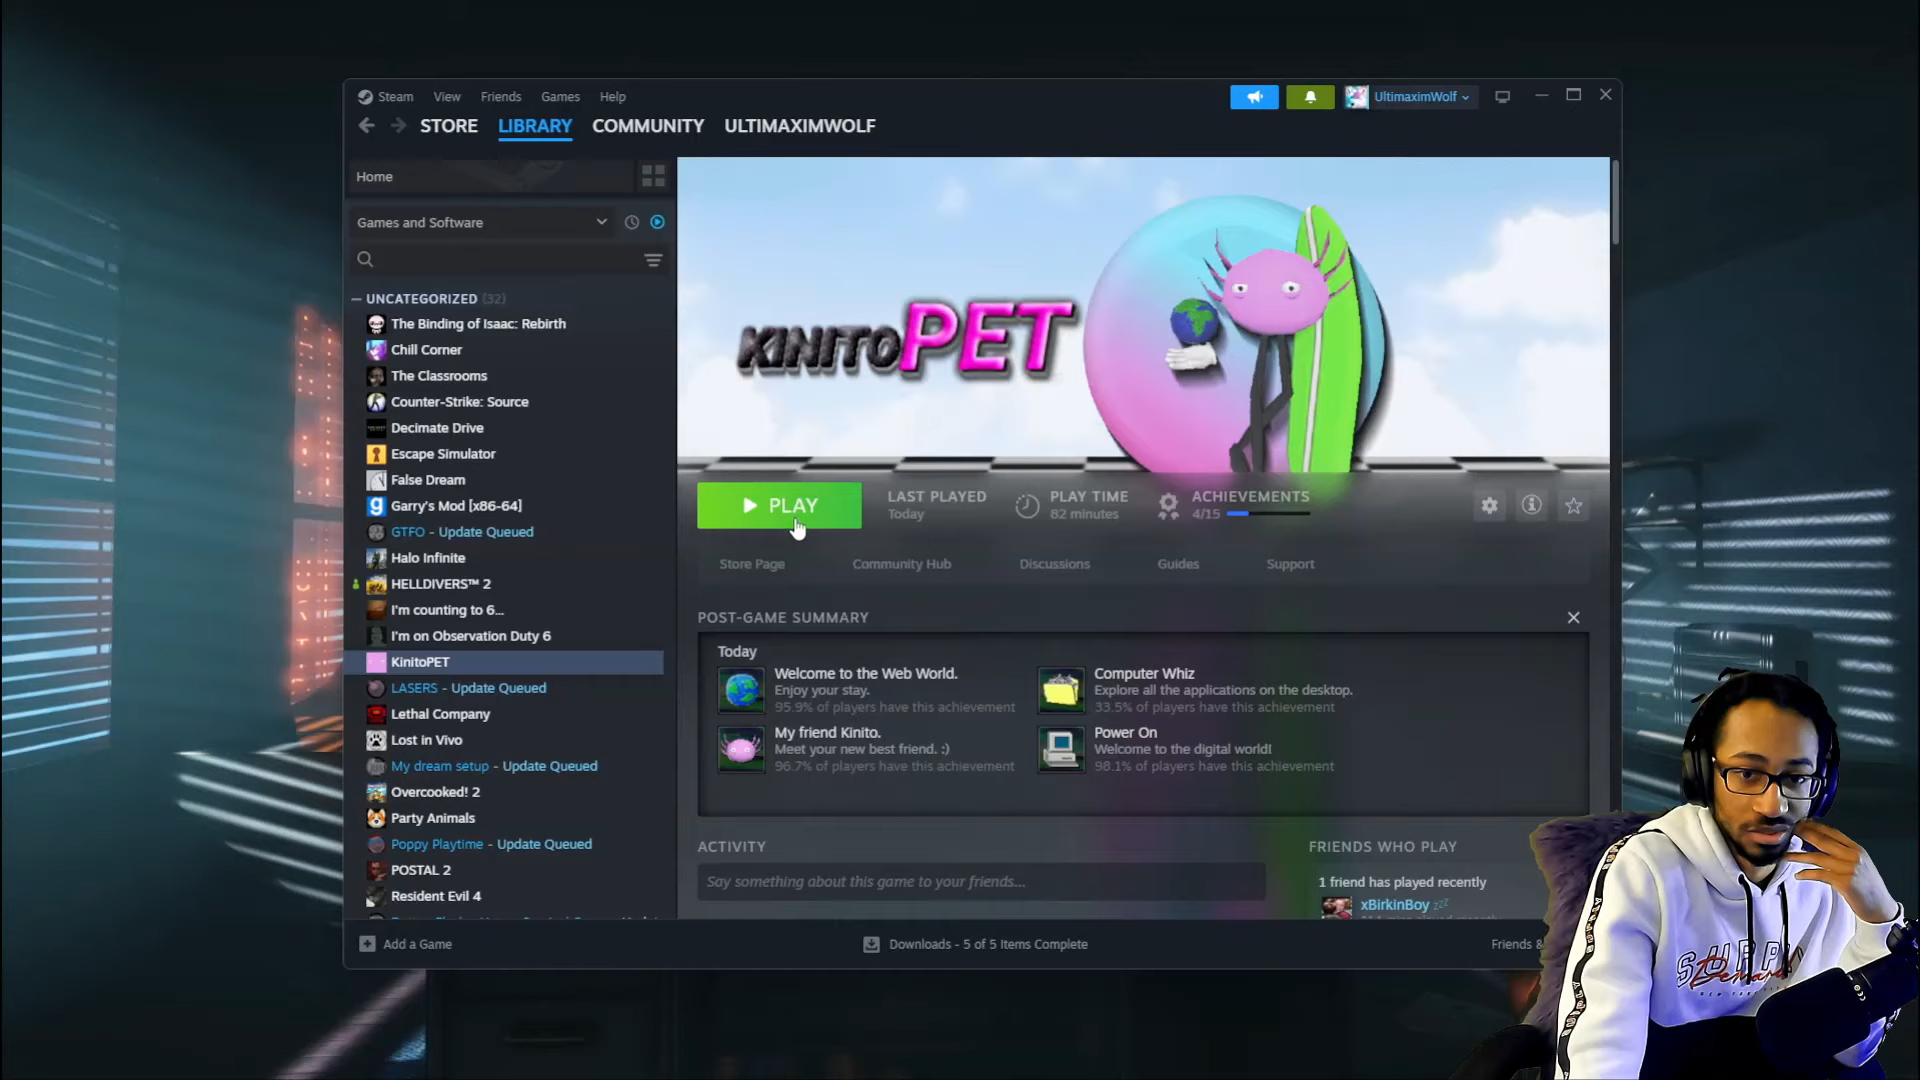 Steam View Friends Games Help
UltimaximWolf
STORE LIBRARY COMMUNITY ULTIMAXIMWOLF
Home
Games and Software
UNCATEGORIZED (32)
The Binding of Isaac: Rebirth
Chill Corner
The Classrooms
Counter-Strike: Source
Decimate Drive
Escape Simulator
False Dream
Garry's Mod [x86-64]
GTFO - Update Queued
Halo Infinite
HELLDIVERS™ 2
I'm counting to 6...
I'm on Observation Duty 6
KinitoPET
LASERS - Update Queued
Lethal Company
Lost in Vivo
My dream setup - Update Queued
Overcooked! 2
Party Animals
Poppy Playtime - Update Queued
POSTAL 2
Resident Evil 4
KINITOPET
PLAY
LAST PLAYED
Today
PLAY TIME
82 minutes
ACHIEVEMENTS
4/15
Store Page Community Hub Discussions Guides Support
POST-GAME SUMMARY
Today
Welcome to the Web World.
Enjoy your stay.
95.9% of players have this achievement
Computer Whiz
Explore all the applications on the desktop.
33.5% of players have this achievement
My friend Kinito.
Meet your new best friend. :)
96.7% of players have this achievement
Power On
Welcome to the digital world!
98.1% of players have this achievement
ACTIVITY
Say something about this game to your friends...
FRIENDS WHO PLAY
1 friend has played recently
xBirkinBoy zzZ
Add a Game
Downloads - 5 of 5 Items Complete
Friends &